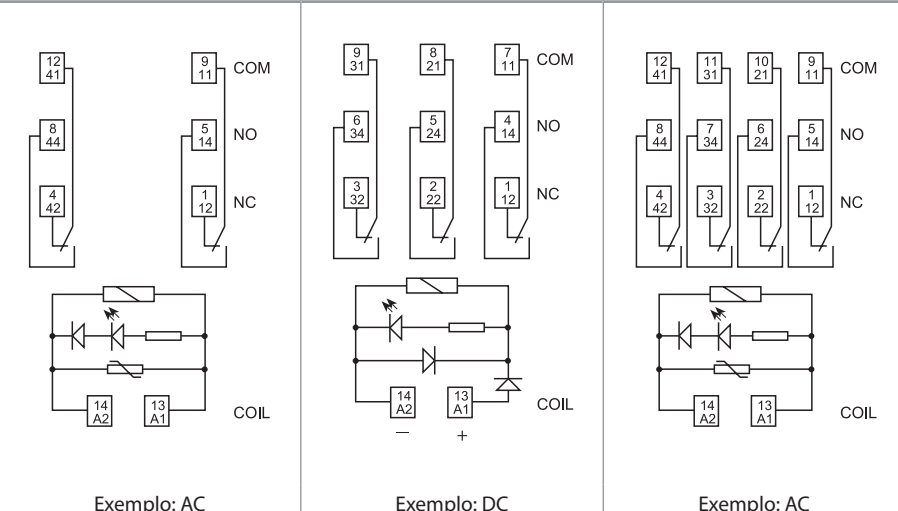 12 41
9 11 COM
8 44
5 14 NO
4 42
1 12 NC
14 A2
13 A1 COIL
Exemplo: AC
9 31
8 21
7 11 COM
6 34
5 24
4 14 NO
3 32
2 22
1 12 NC
14 A2
13 A1 COIL
— +
Exemplo: DC
12 41
11 31
10 21
9 11 COM
8 44
7 34
6 24
5 14 NO
4 42
3 32
2 22
1 12 NC
14 A2
13 A1 COIL
Exemplo: AC